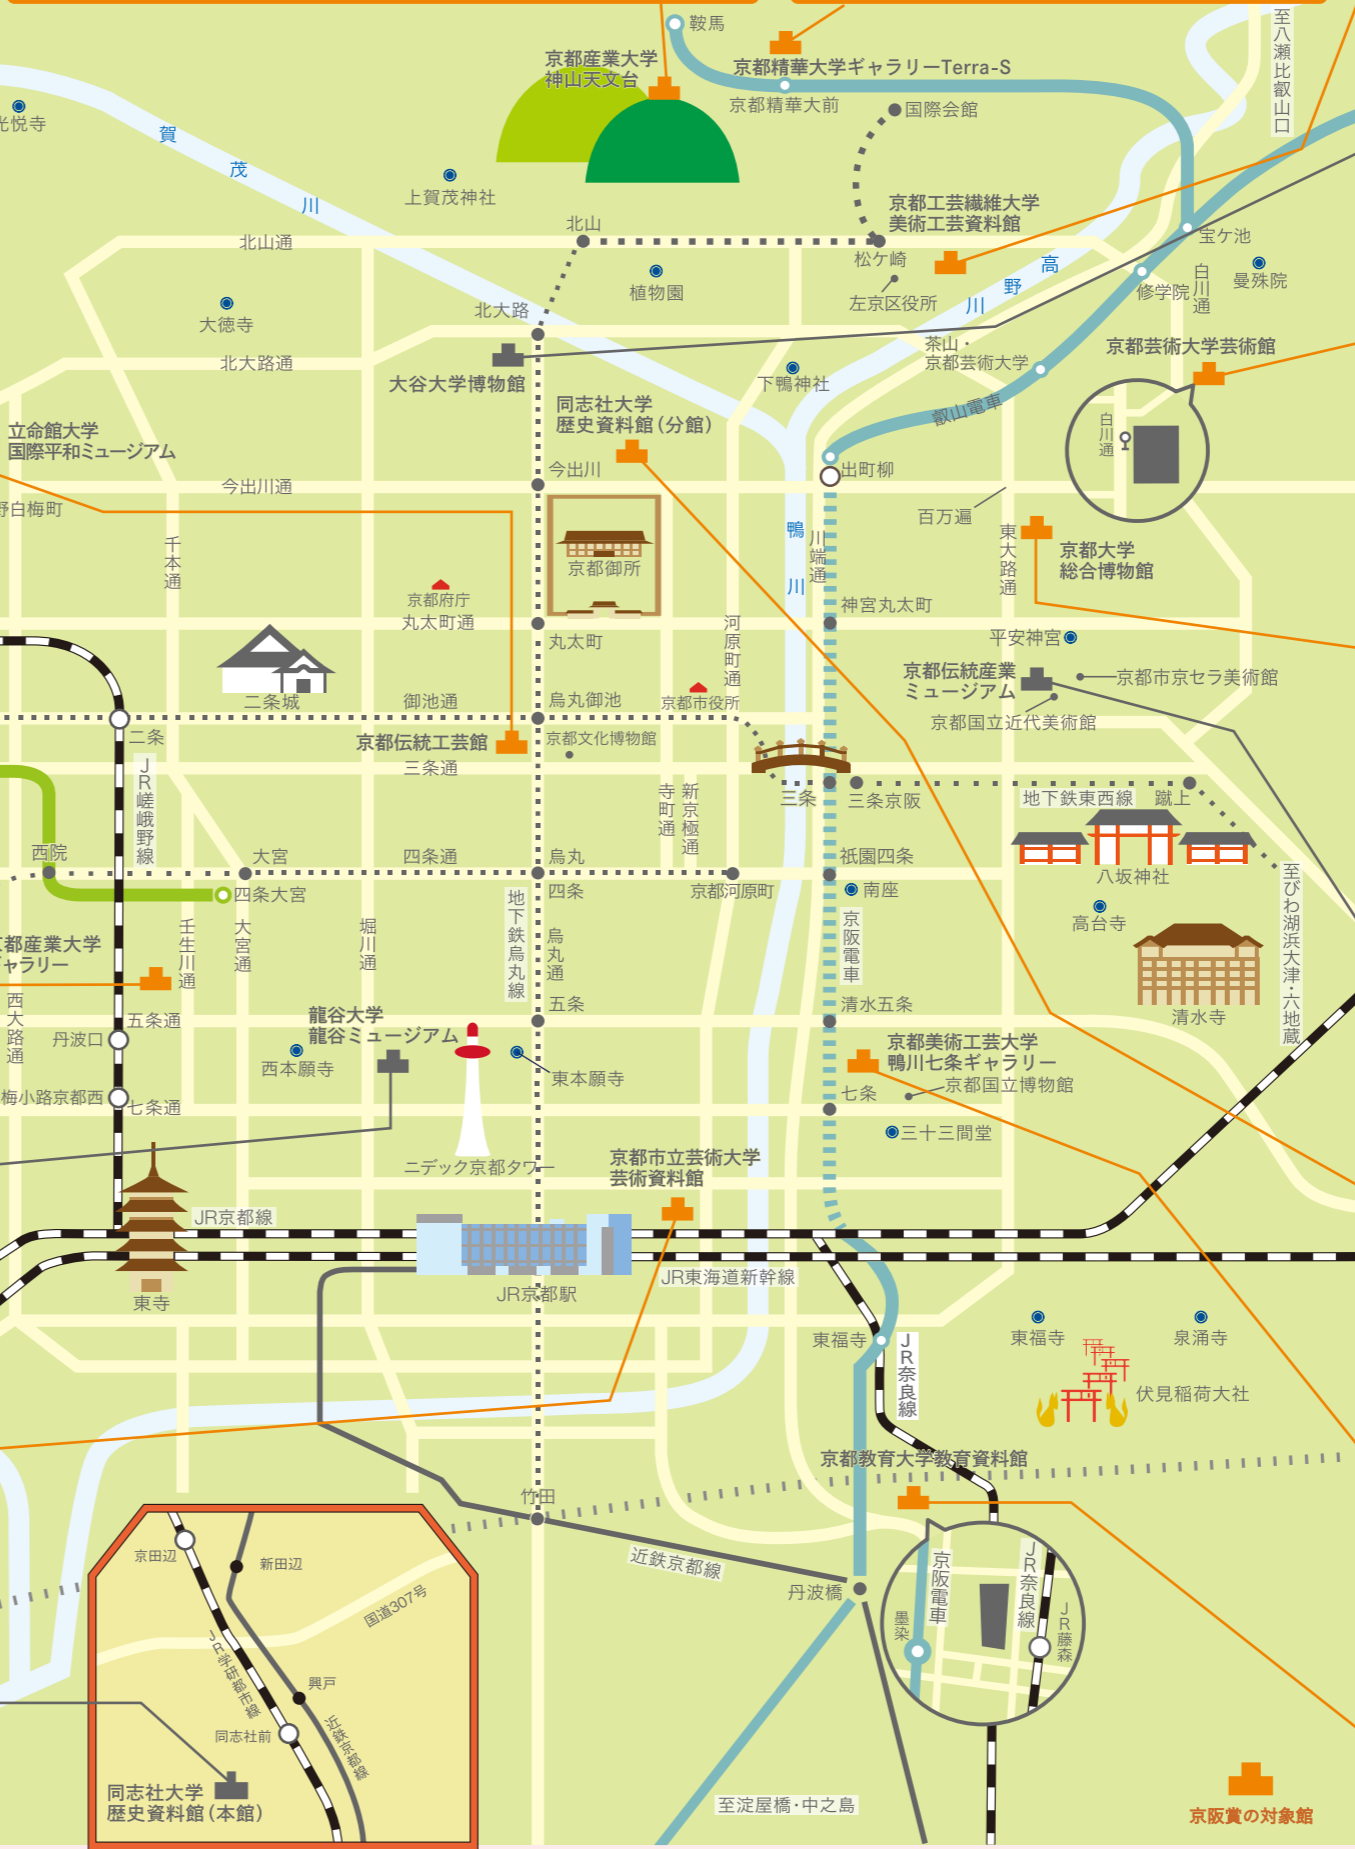 鞍馬
至八瀬比叡山口
京都産業大学
神山天文台
京都精華大学ギャラリーTerra-S
京都精華大前
国際会館
光悦寺
賀茂川
上賀茂神社
京都工芸繊維大学
美術工芸資料館
北山
北山通
松ケ崎
宝ケ池
高野川
植物園
左京区役所
修学院
白川通
曼殊院
大徳寺
北大路
北大路通
茶山・
京都芸術大学
京都芸術大学芸術館
大谷大学博物館
下鴨神社
叡山電車
白川通
同志社大学
歴史資料館(分館)
立命館大学
国際平和ミュージアム
今出川
出町柳
今出川通
野白梅町
百万遍
千本通
鴨川
川端通
東大路通
京都大学
総合博物館
京都御所
京都府庁
丸太町通
神宮丸太町
丸太町
河原町通
平安神宮
京都伝統産業
ミュージアム
京都市京セラ美術館
京都国立近代美術館
二条城
御池通
烏丸御池
京都市役所
二条
京都伝統工芸館
京都文化博物館
三条通
JR嵯峨野線
寺町通
新京極通
三条
三条京阪
地下鉄東西線
蹴上
西院
大宮
四条通
烏丸
祇園四条
四条大宮
四条
京都河原町
南座
八坂神社
至びわ湖浜大津・六地蔵
高台寺
地下鉄烏丸線
烏丸通
京阪電車
京都産業大学
ギャラリー
壬生川通
大宮通
堀川通
清水寺
西大路通
五条通
五条
清水五条
龍谷大学
龍谷ミュージアム
丹波口
西本願寺
東本願寺
京都美術工芸大学
鴨川七条ギャラリー
七条
京都国立博物館
梅小路京都西
七条通
三十三間堂
ニデック京都タワー
京都市立芸術大学
芸術資料館
JR京都線
JR東海道新幹線
JR京都駅
東寺
東福寺
JR奈良線
東福寺
泉涌寺
伏見稲荷大社
京都教育大学教育資料館
竹田
近鉄京都線
丹波橋
京阪電車
JR奈良線
墨染
JR藤森
京田辺
新田辺
国道307号
JR学研都市線
興戸
同志社前
近鉄京都線
同志社大学
歴史資料館(本館)
至淀屋橋・中之島
京阪賞の対象館